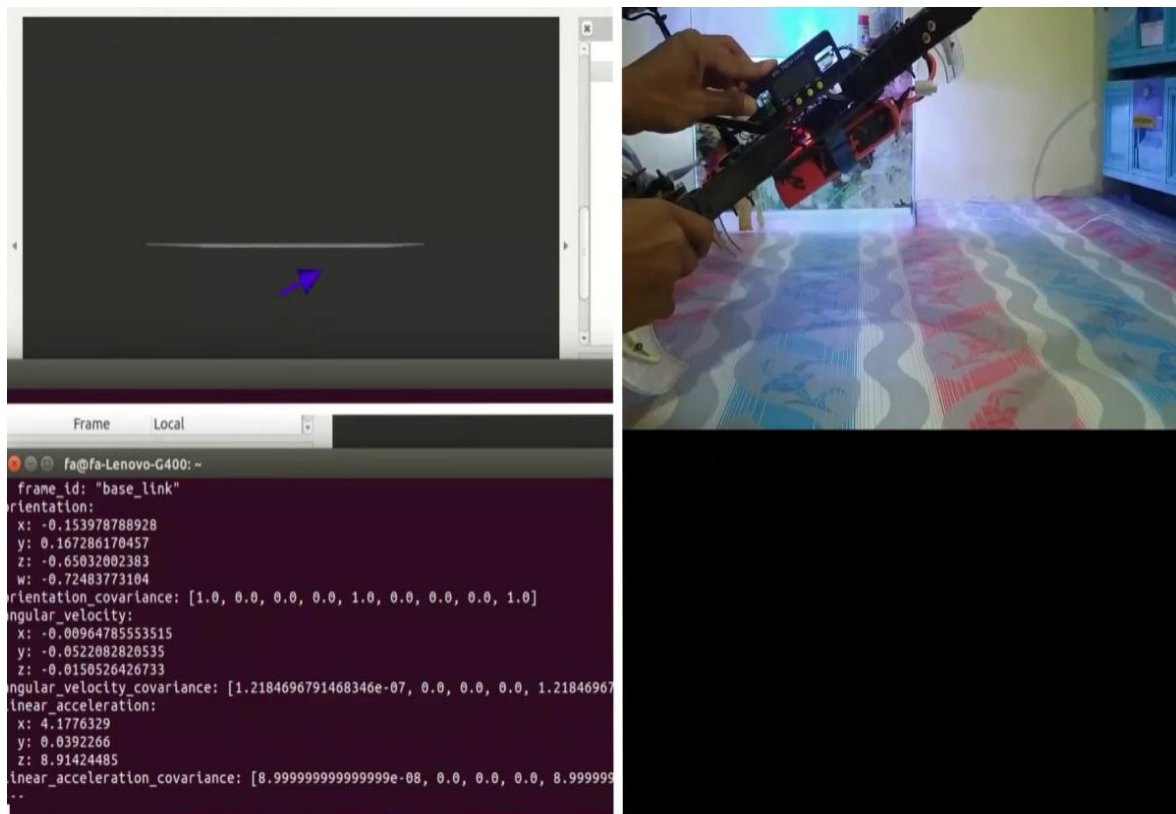 Frame Local
fa@fa-Lenovo-G400: ~
frame_id: "base_link"
rientation:
x: -0.153978788928
y: 0.167286170457
z: -0.65032002383
w: -0.72483773104
rientation_covariance: [1.0, 0.0, 0.0, 0.0, 1.0, 0.0, 0.0, 0.0, 1.0]
ngular_velocity:
x: -0.00964785553515
y: -0.0522082820535
z: -0.0150526426733
ngular_velocity_covariance: [1.2184696791468346e-07, 0.0, 0.0, 0.0, 1.21846967
inear_acceleration:
x: 4.1776329
y: 0.0392266
z: 8.91424485
inear_acceleration_covariance: [8.999999999999999e-08, 0.0, 0.0, 0.0, 8.999999
--